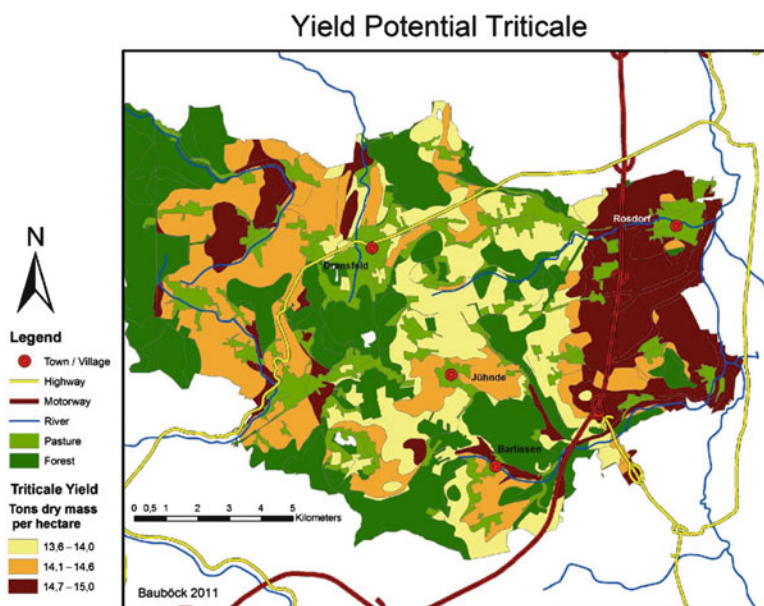 Yield Potential Triticale
Rosdorf
Dransfeld
Jühnde
Barlissen
N
Legend
Town / Village
Highway
Motorway
River
Pasture
Forest
Triticale Yield
Tons dry mass
per hectare
13,6 – 14,0
14,1 – 14,6
14,7 – 15,0
0 0,5 1 2 3 4 5
Kilometers
Bauböck 2011